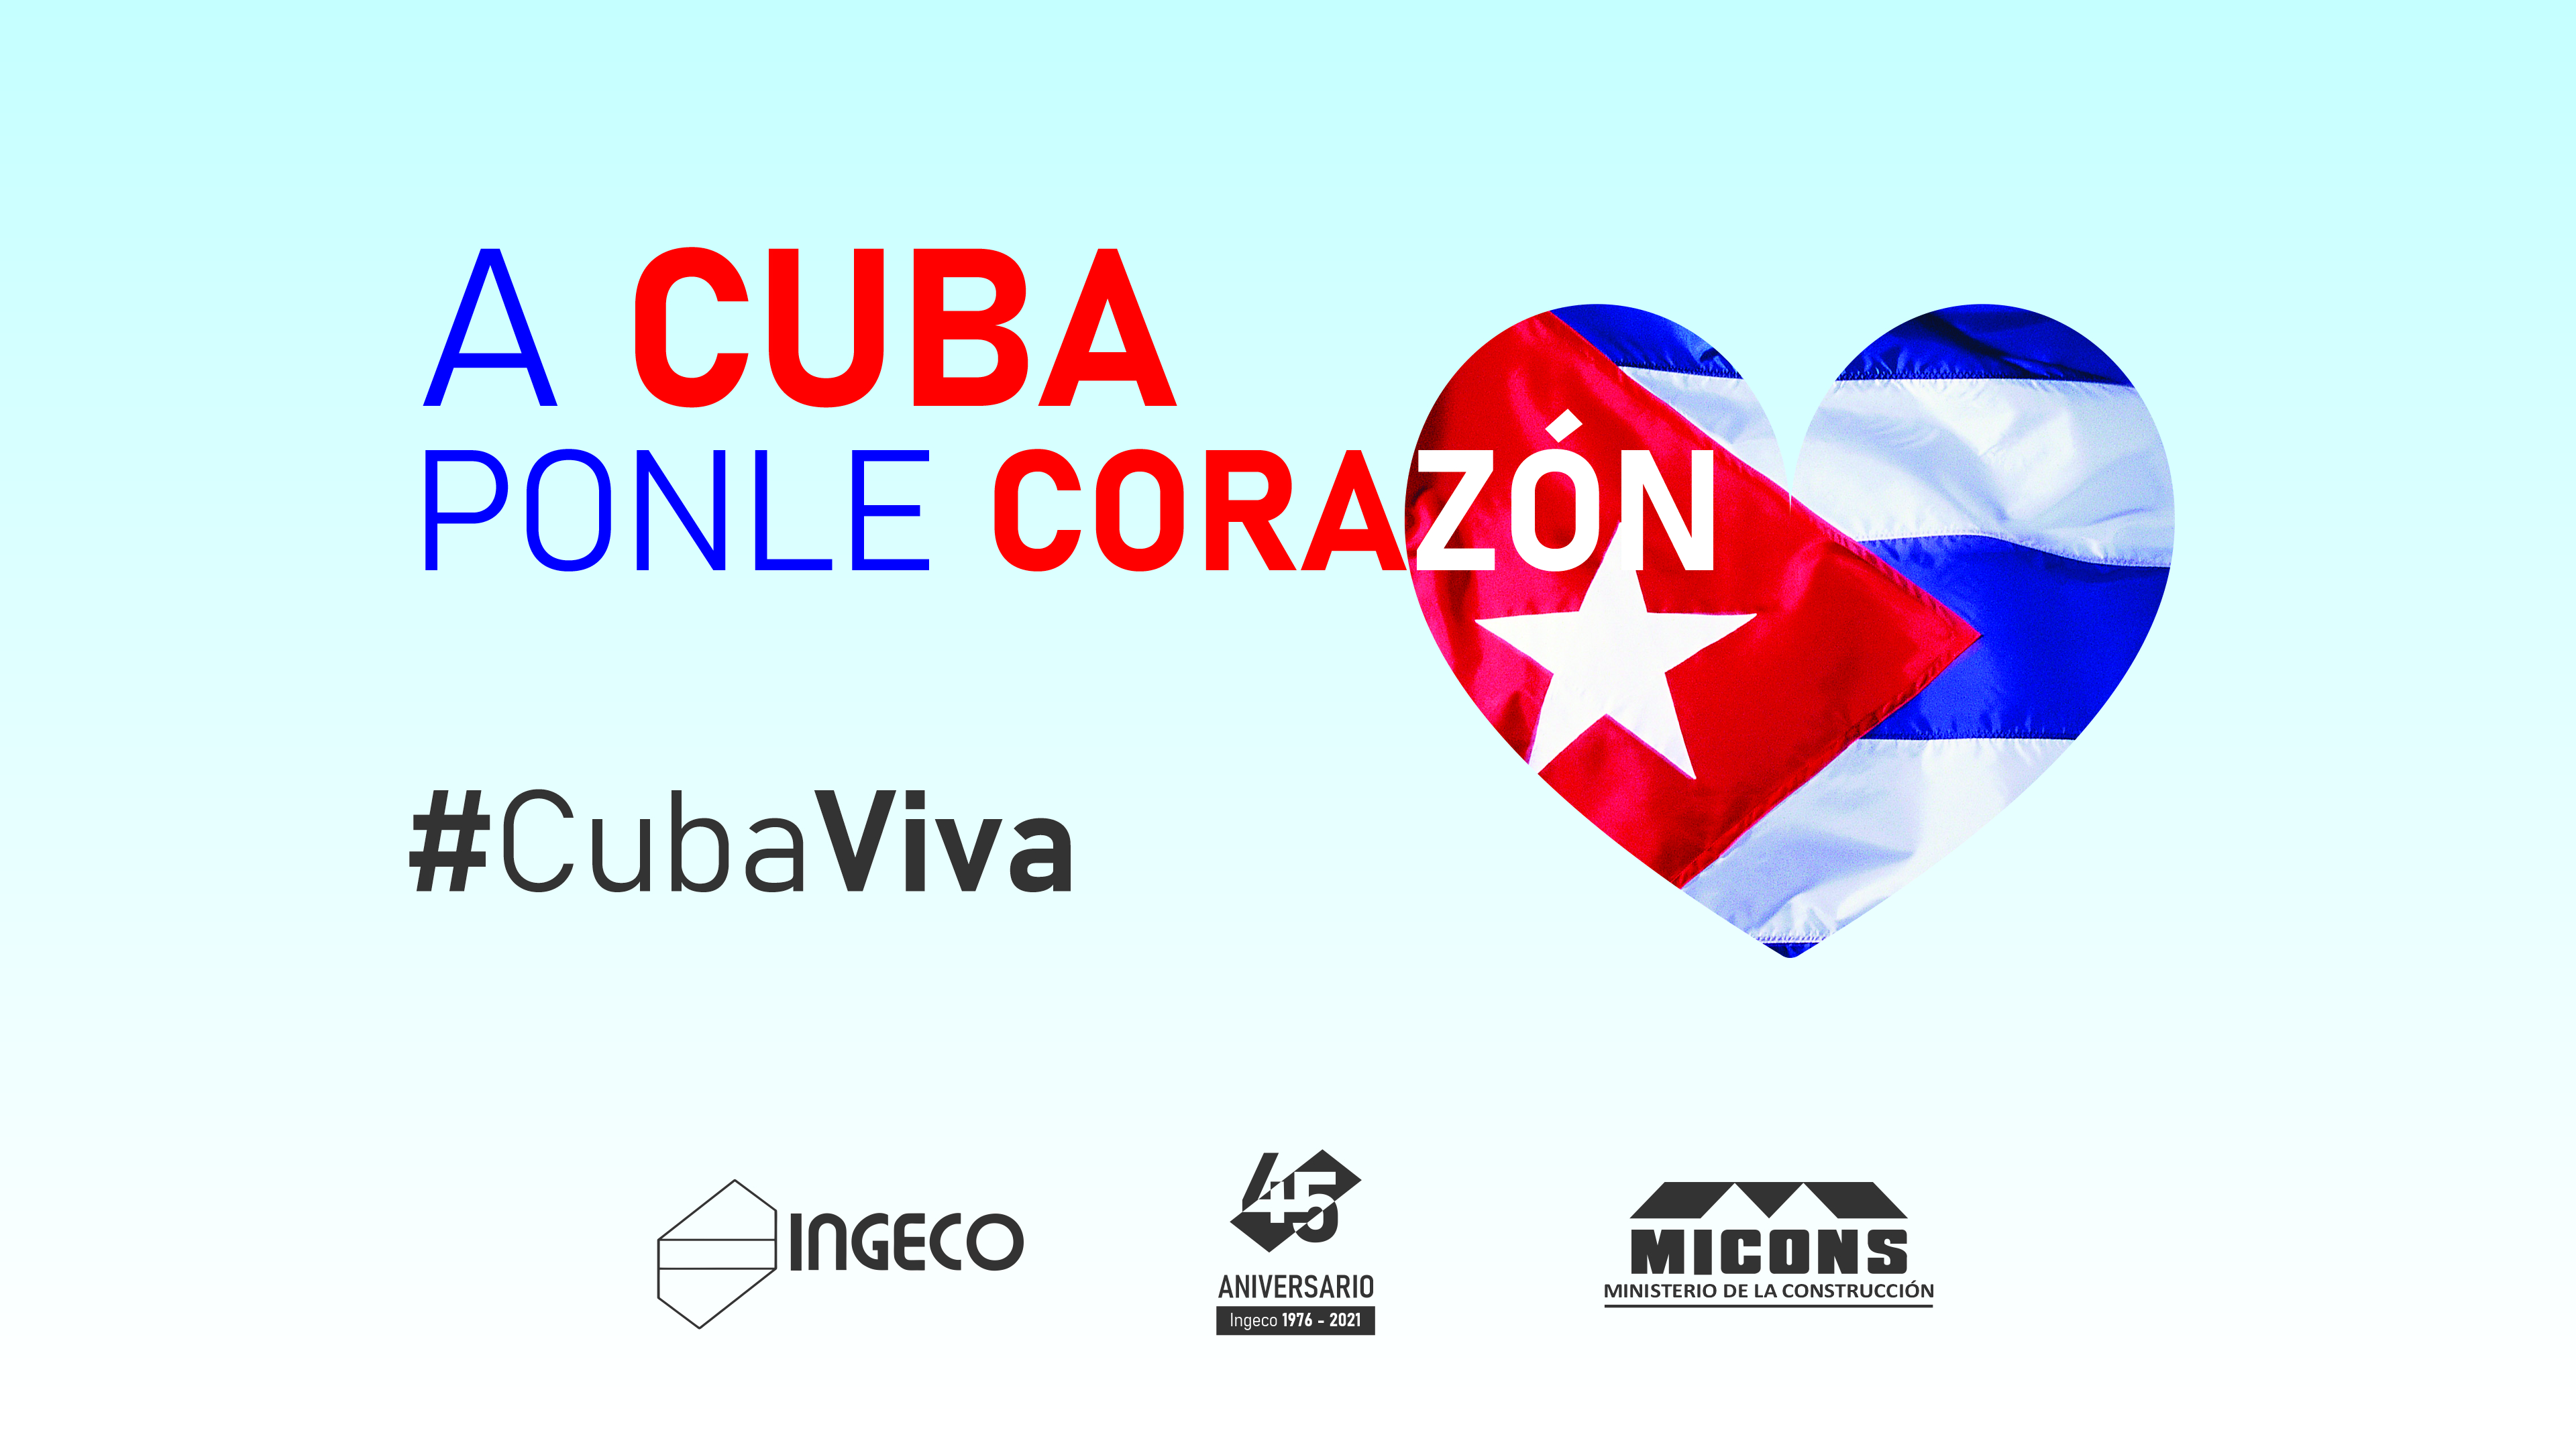 A CUBA
PONLE CORAZÓN
#CubaViva
INGECO
45
ANIVERSARIO
Ingeco 1976 - 2021
MICONS
MINISTERIO DE LA CONSTRUCCIÓN